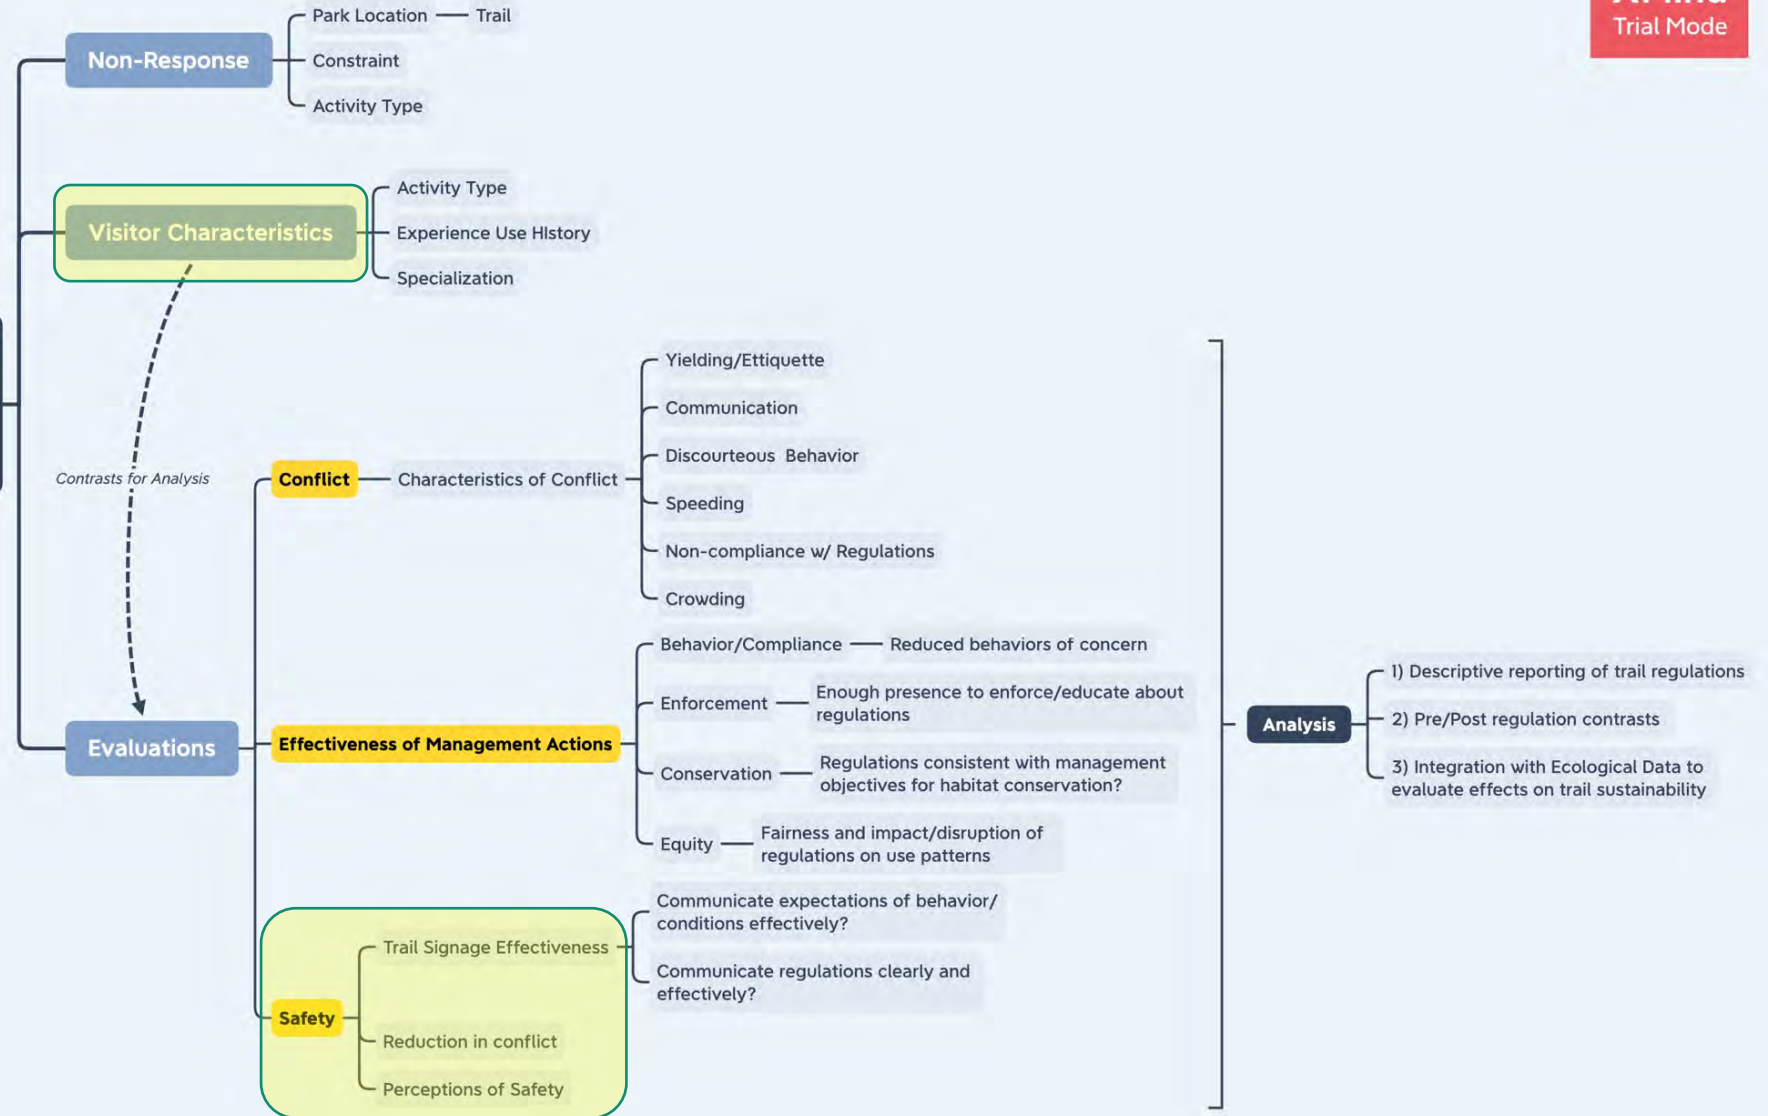 Park Location
Trail
Trial Mode
Non-Response
Constraint
Activity Type
Activity Type
Visitor Characteristics
Experience Use HIstory
Specialization
Yielding/Ettiquette
Communication
Discourteous  Behavior
Contrasts for Analysis
Conflict
Characteristics of Conflict
Speeding
Non-compliance w/ Regulations
Crowding
Behavior/Compliance
Reduced behaviors of concern
Enforcement
Enough presence to enforce/educate about
regulations
Evaluations
Effectiveness of Management Actions
Conservation
Regulations consistent with management
objectives for habitat conservation?
Equity
Fairness and impact/disruption of
regulations on use patterns
Analysis
1) Descriptive reporting of trail regulations
2) Pre/Post regulation contrasts
3) Integration with Ecological Data to
evaluate effects on trail sustainability
Safety
Trail Signage Effectiveness
Communicate expectations of behavior/
conditions effectively?
Communicate regulations clearly and
effectively?
Reduction in conflict
Perceptions of Safety